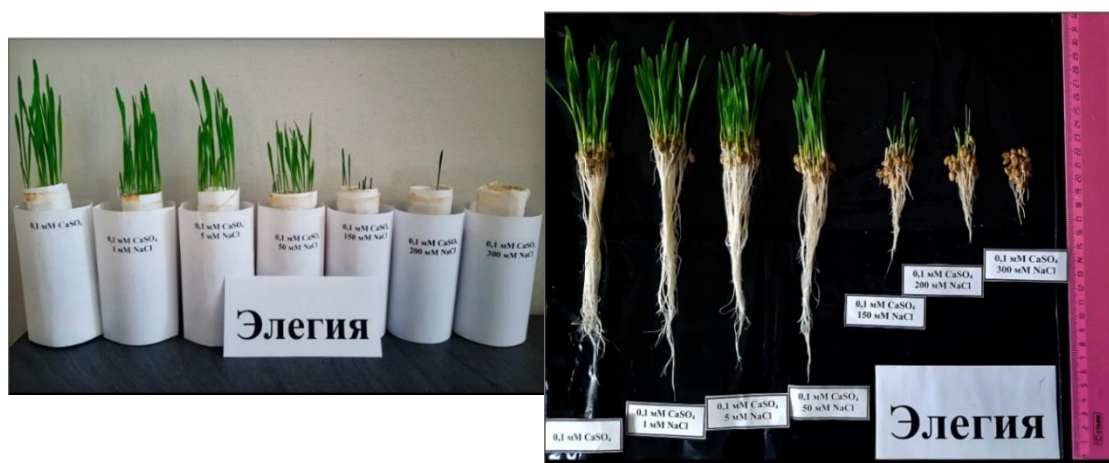 0,1 мМ CaSO₄
0,1 мМ CaSO₄
1 мМ NaCl
0,1 мМ CaSO₄
5 мМ NaCl
0,1 мМ CaSO₄
50 мМ NaCl
0,1 мМ CaSO₄
150 мМ NaCl
0,1 мМ CaSO₄
200 мМ NaCl
0,1 мМ CaSO₄
300 мМ NaCl
Элегия
0,1 мМ CaSO₄
0,1 мМ CaSO₄
1 мМ NaCl
0,1 мМ CaSO₄
5 мМ NaCl
0,1 мМ CaSO₄
50 мМ NaCl
0,1 мМ CaSO₄
150 мМ NaCl
0,1 мМ CaSO₄
200 мМ NaCl
0,1 мМ CaSO₄
300 мМ NaCl
Элегия